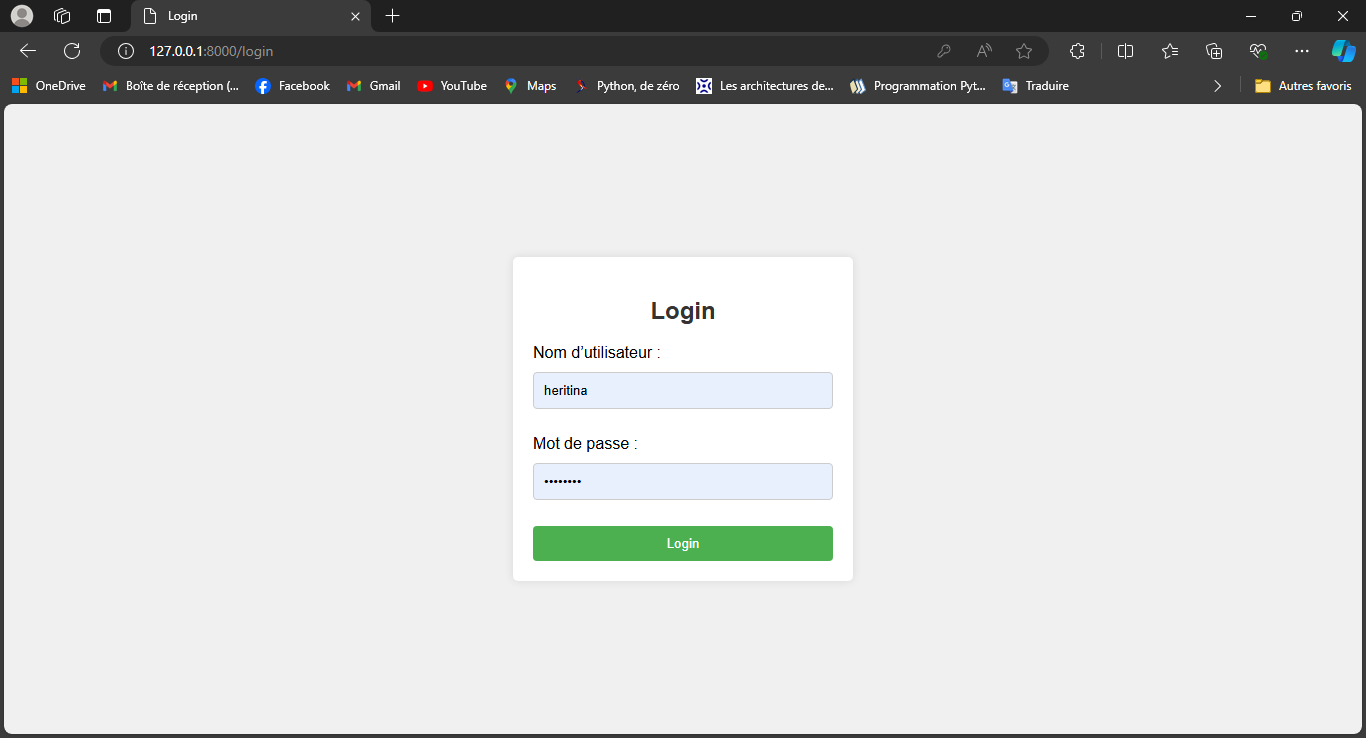 Login
127.0.0.1:8000/login
OneDrive Boîte de réception (... Facebook Gmail YouTube Maps Python, de zéro Les architectures de... Programmation Pyt... Traduire Autres favoris
Login
Nom d’utilisateur :
heritina
Mot de passe :
••••••••
Login